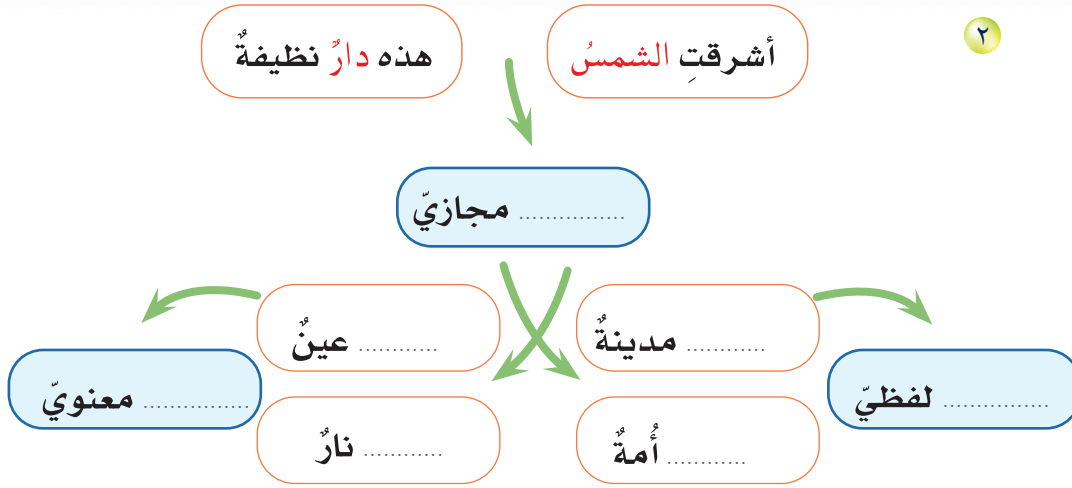 ٢
أشرقتِ الشمسُ
هذه دارٌ نظيفةٌ
................ مجازيّ
............ مدينةٌ
............ عينٌ
................ لفظيّ
................ معنويّ
............ أُمةٌ
............ نارٌ